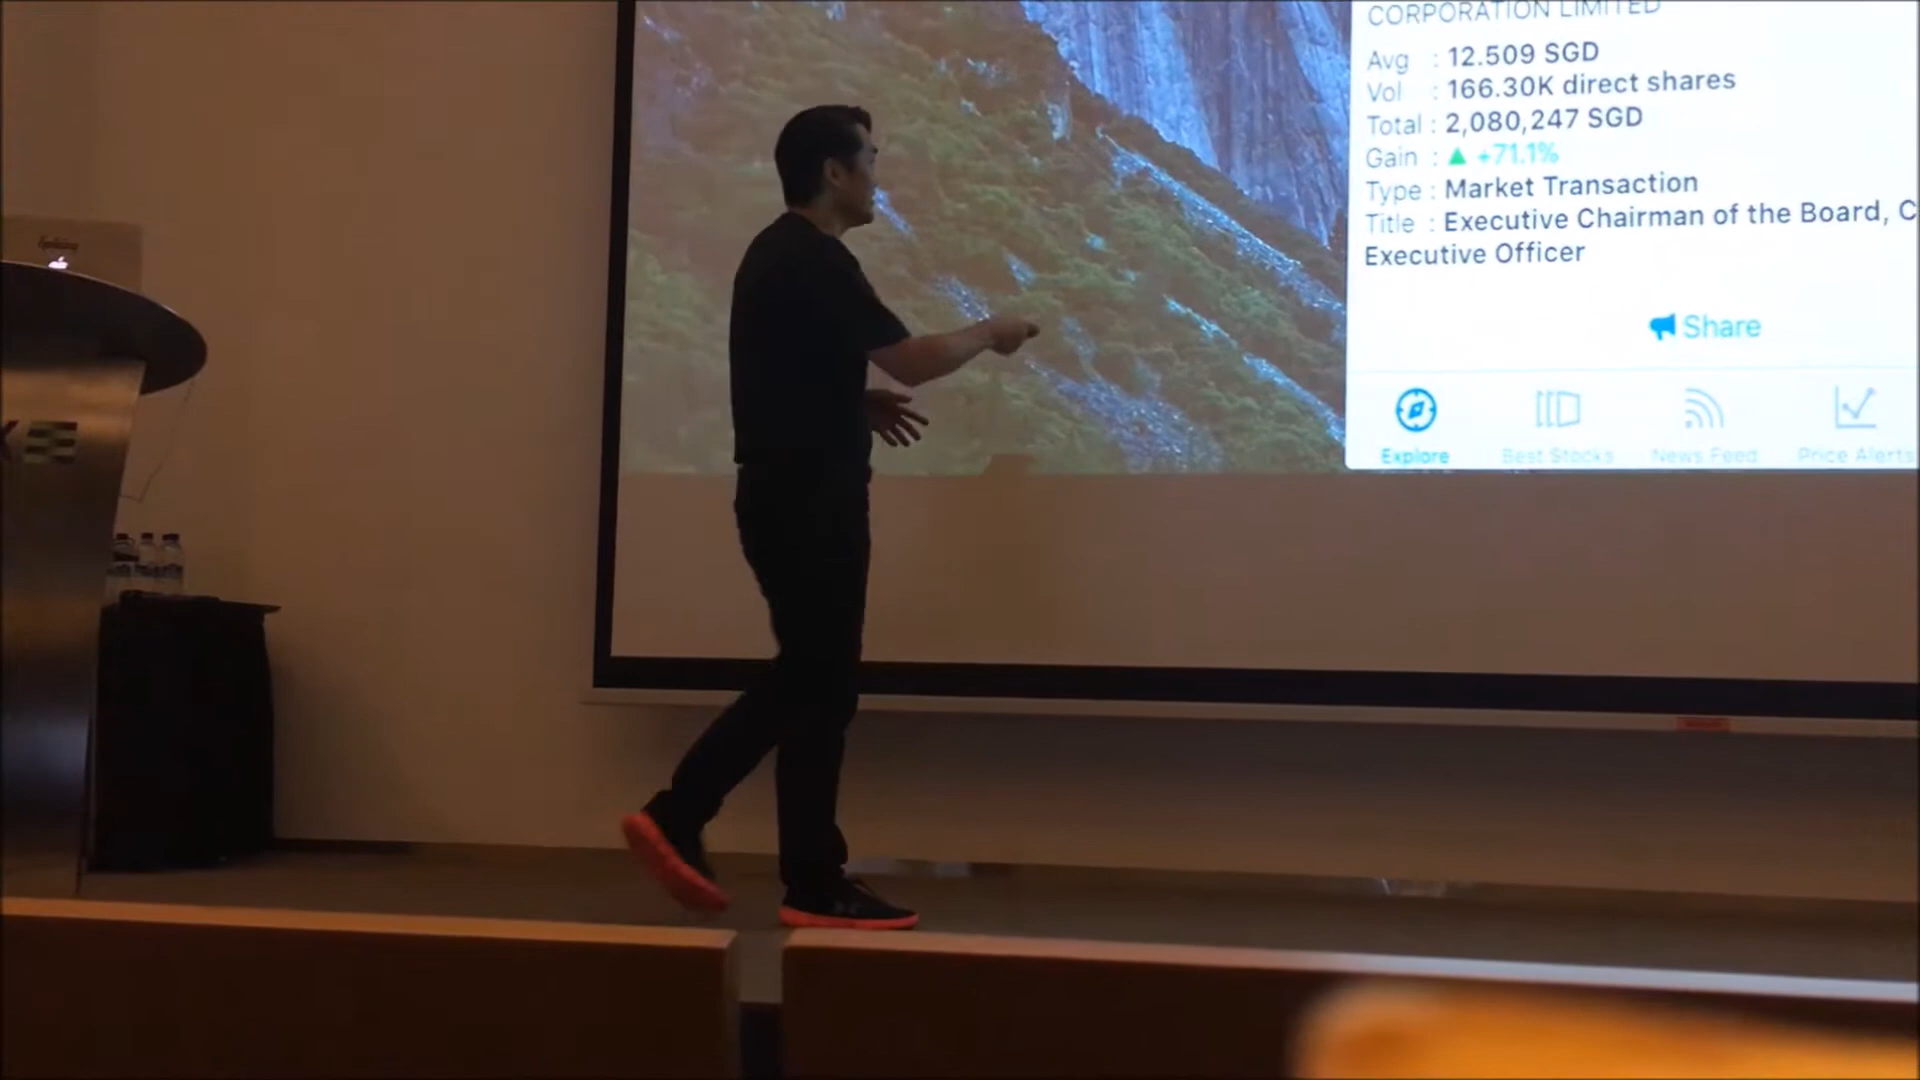 CORPORATION LIMITED
Avg : 12.509 SGD
Vol : 166.30K direct shares
Total : 2,080,247 SGD
Gain : ▲ +71.1%
Type : Market Transaction
Title : Executive Chairman of the Board, C
Executive Officer
Share
Explore
Best Stocks
News Feed
Price Alerts
X